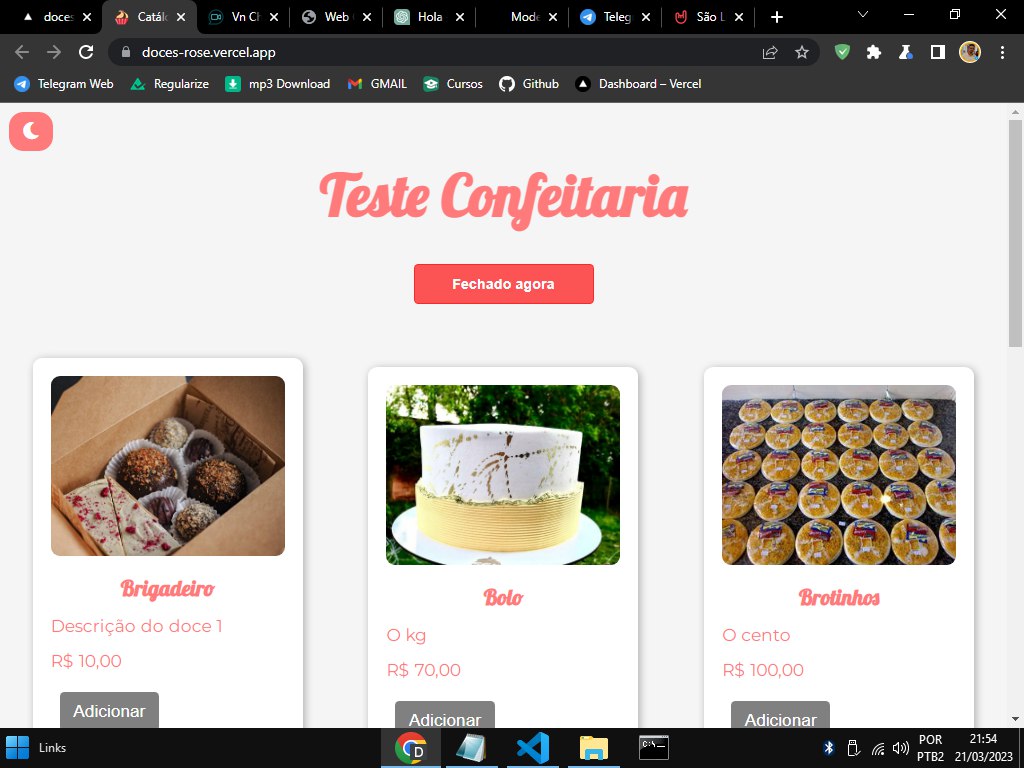 doces
Catálo
Vn Ch
Web
Hola
Mode
Teleg
São L
doces-rose.vercel.app
Telegram Web
Regularize
mp3 Download
GMAIL
Cursos
Github
Dashboard – Vercel
Teste Confeitaria
Fechado agora
Brigadeiro
Descrição do doce 1
R$ 10,00
Adicionar
Bolo
O kg
R$ 70,00
Adicionar
Brotinhos
O cento
R$ 100,00
Adicionar
Links
POR
PTB2
21:54
21/03/2023